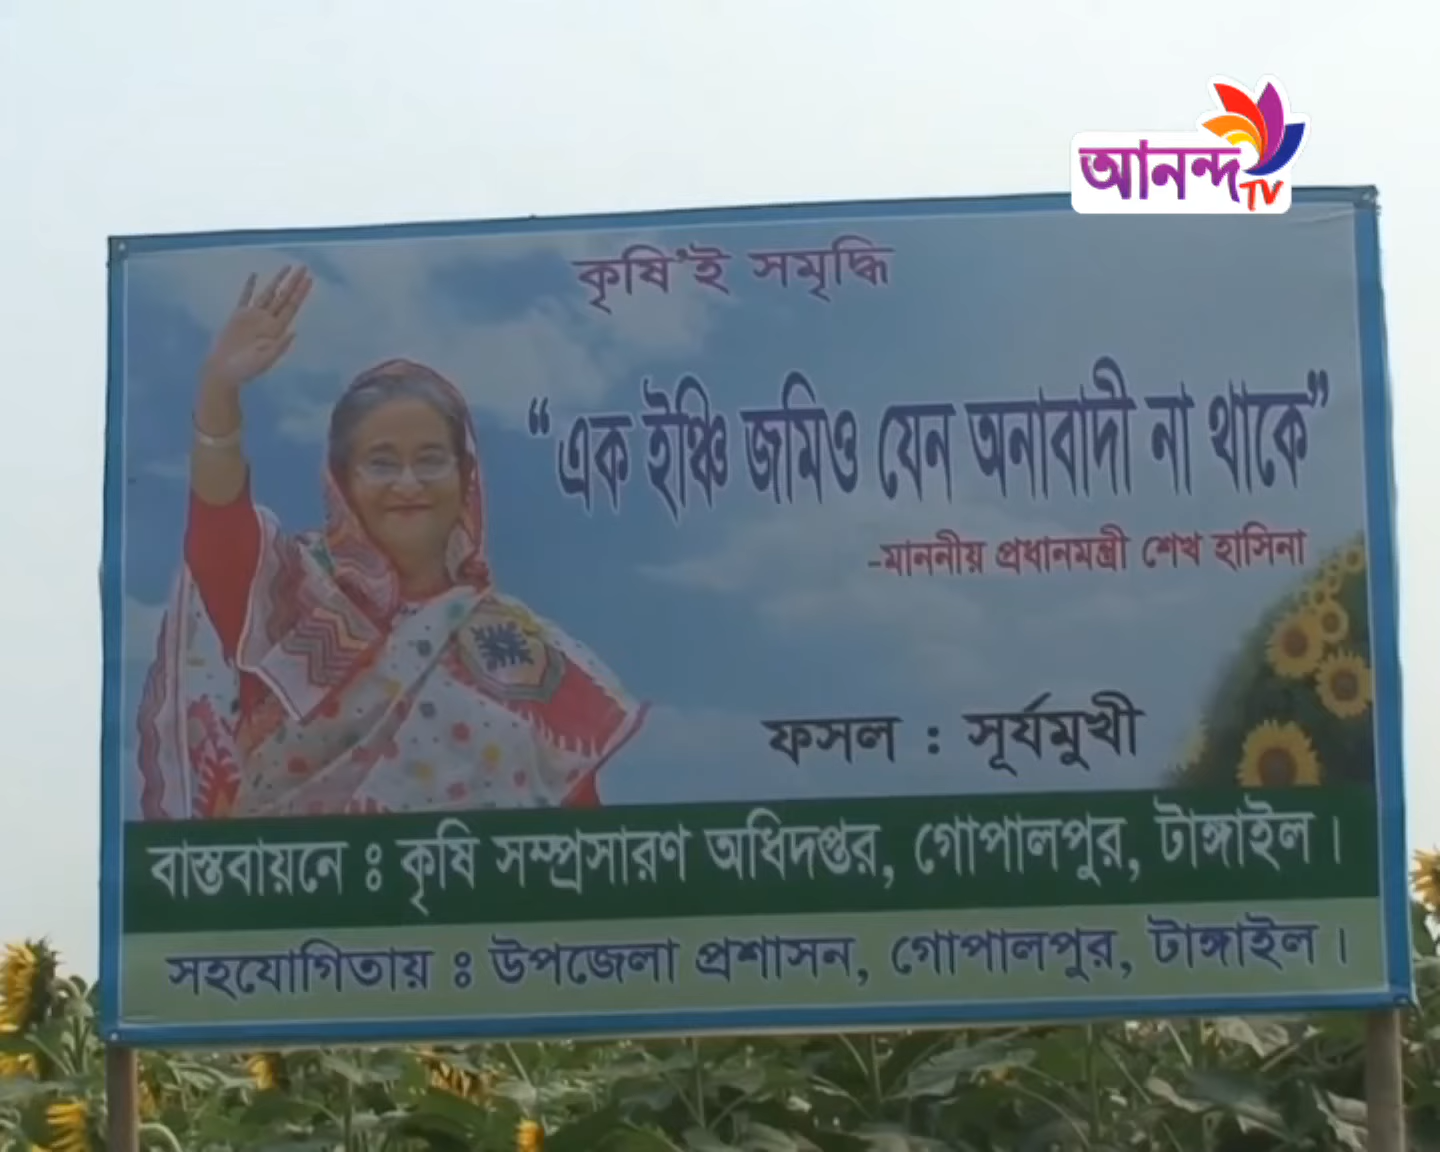 আনন্দ TV
কৃষি'ই সমৃদ্ধি
“এক ইঞ্চি জমিও যেন অনাবাদী না থাকে”
-মাননীয় প্রধানমন্ত্রী শেখ হাসিনা
ফসল : সূর্যমুখী
বাস্তবায়নে ঃ কৃষি সম্প্রসারণ অধিদপ্তর, গোপালপুর, টাঙ্গাইল।
সহযোগিতায় ঃ উপজেলা প্রশাসন, গোপালপুর, টাঙ্গাইল।